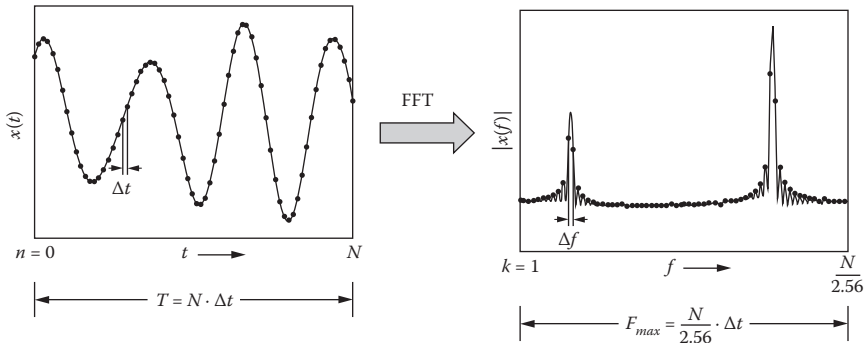 x(t)
Δt
n = 0
t
N
T = N · Δt
FFT
|x(f)|
Δf
k = 1
f
N
2.56
F_max = N/2.56 · Δt